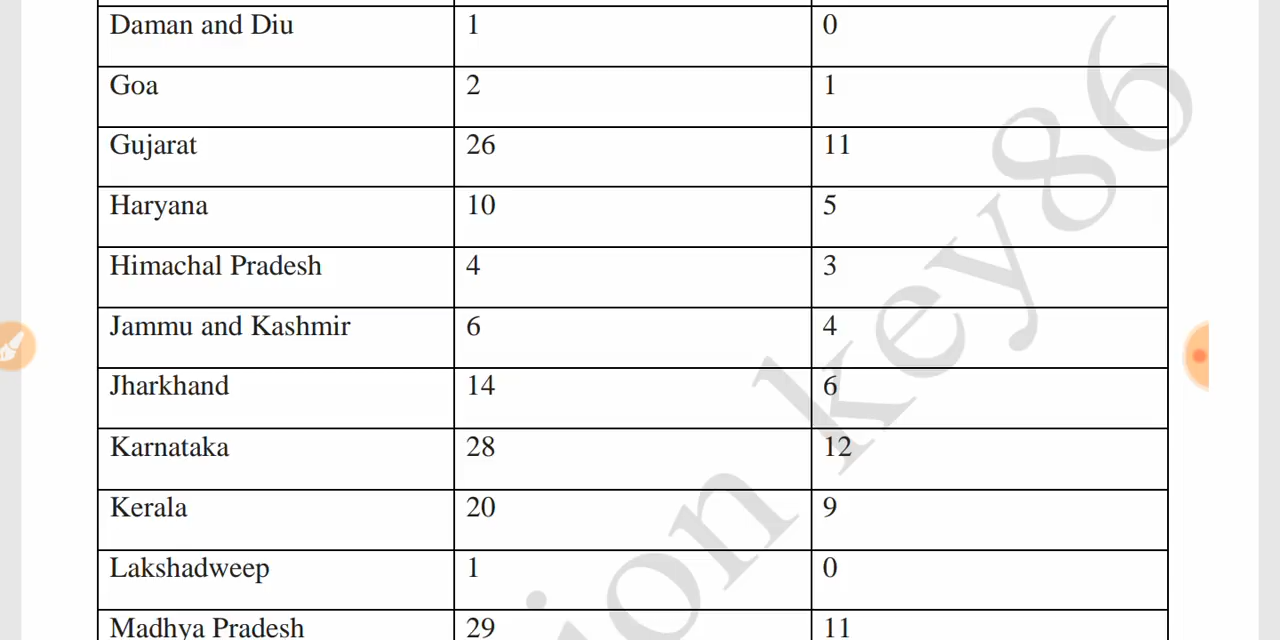 Daman and Diu 1 0
Goa 2 1
Gujarat 26 11
Haryana 10 5
Himachal Pradesh 4 3
Jammu and Kashmir 6 4
Jharkhand 14 6
Karnataka 28 12
Kerala 20 9
Lakshadweep 1 0
Madhya Pradesh 29 11
ion key86